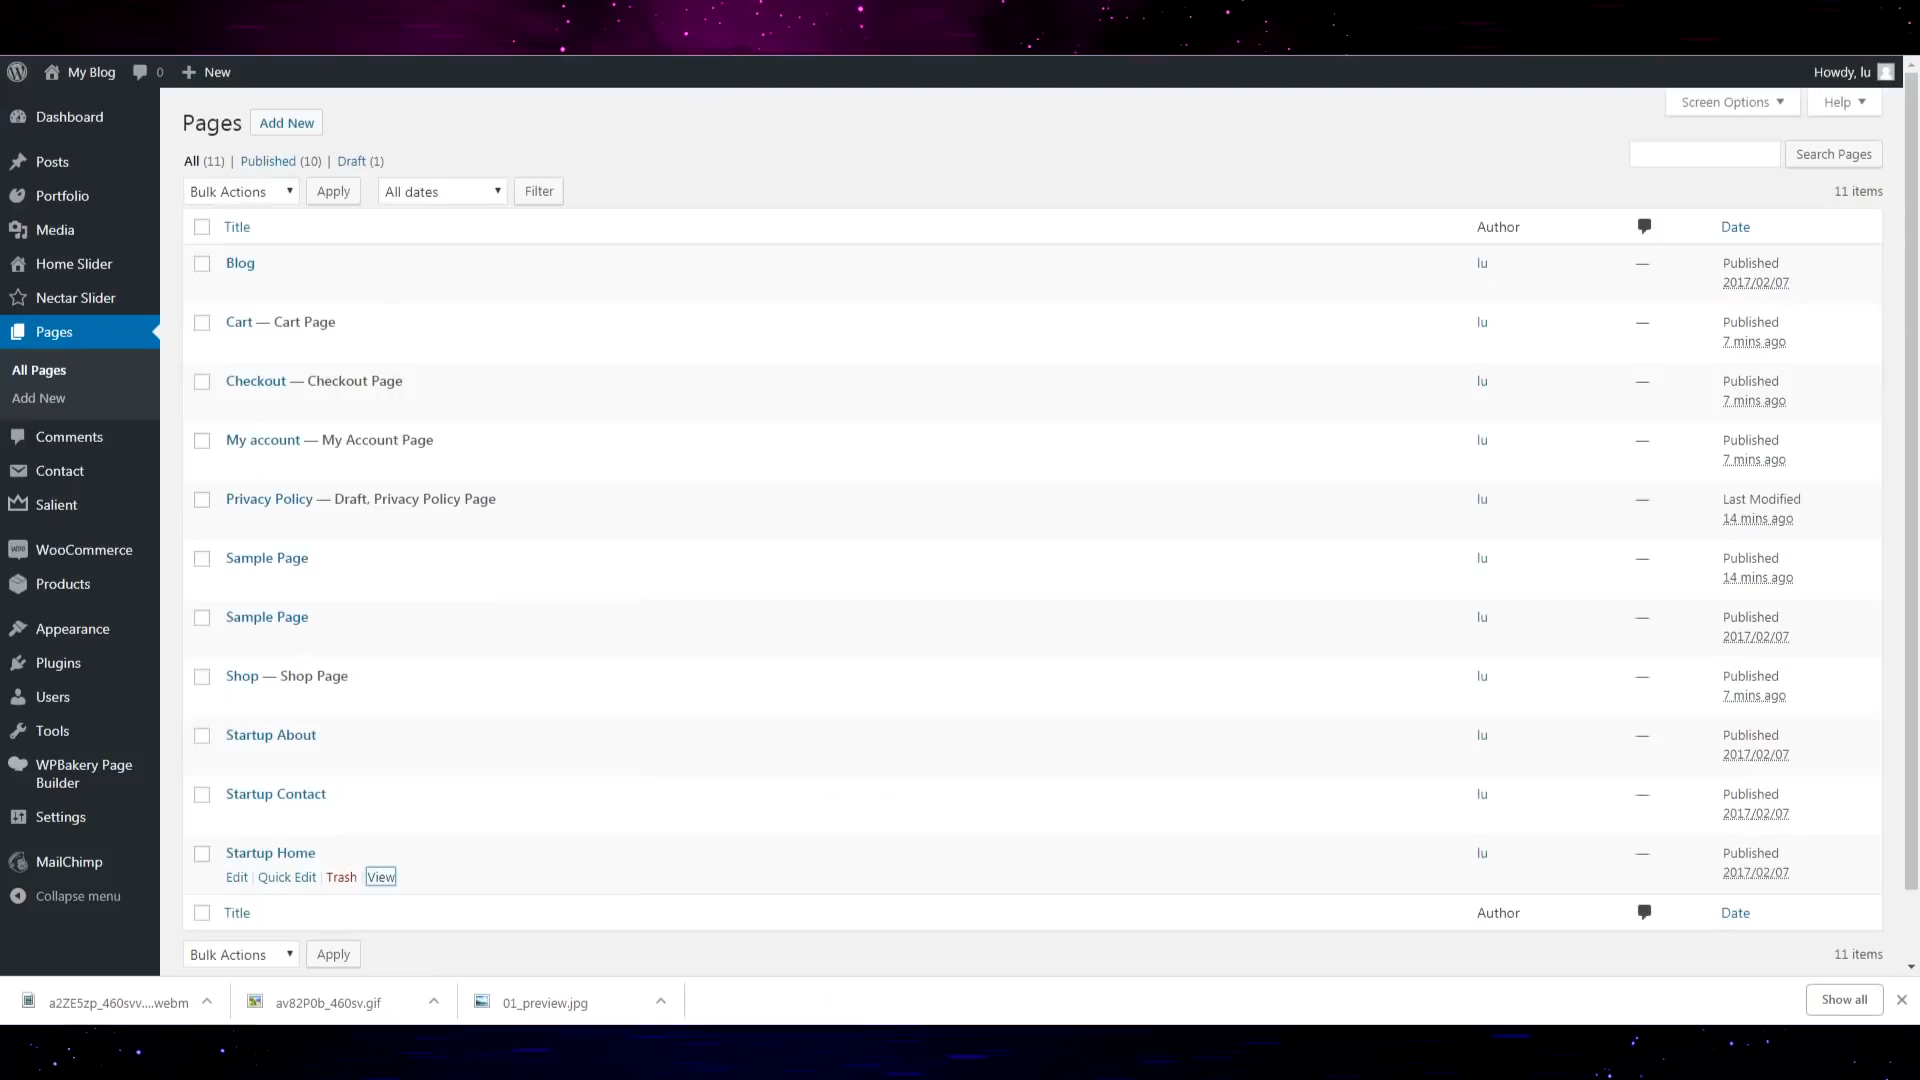 My Blog 0 New Howdy, lu
Screen Options Help
Dashboard
Posts
Portfolio
Media
Home Slider
Nectar Slider
Pages
All Pages
Add New
Comments
Contact
Salient
WooCommerce
Products
Appearance
Plugins
Users
Tools
WPBakery Page
Builder
Settings
MailChimp
Collapse menu
Pages Add New
All (11) | Published (10) | Draft (1)
Search Pages
Bulk Actions Apply All dates Filter 11 items
Title Author Date
Blog lu — Published
2017/02/07
Cart — Cart Page lu — Published
7 mins ago
Checkout — Checkout Page lu — Published
7 mins ago
My account — My Account Page lu — Published
7 mins ago
Privacy Policy — Draft, Privacy Policy Page lu — Last Modified
14 mins ago
Sample Page lu — Published
14 mins ago
Sample Page lu — Published
2017/02/07
Shop — Shop Page lu — Published
7 mins ago
Startup About lu — Published
2017/02/07
Startup Contact lu — Published
2017/02/07
Startup Home lu — Published
Edit | Quick Edit | Trash | View 2017/02/07
Title Author Date
Bulk Actions Apply 11 items
a2ZE5zp_460svv....webm av82P0b_460sv.gif 01_preview.jpg Show all